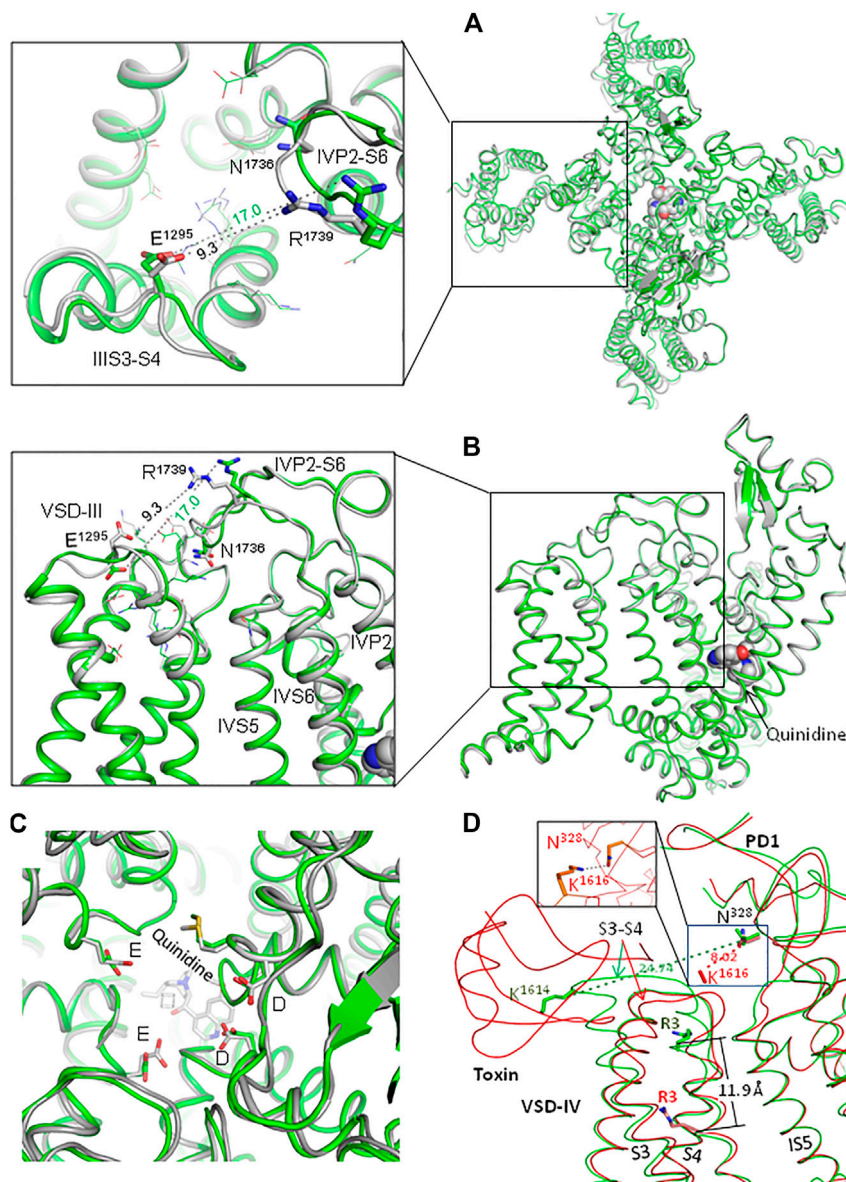 A
N1736
IVP2-S6
17.0
E1295
9.3
R1739
IIIS3-S4
B
R1739
IVP2-S6
VSD-III
9.3
17.0
E1295
N1736
IVP2
IVS6
IVS5
Quinidine
C
E
Quinidine
D
E
D
D
PD1
N328
K1616
N328
S3-S4
8.02
24.74
K1616
K1614
R3
Toxin
VSD-IV
R3
11.9Å
S3
S4
IS5